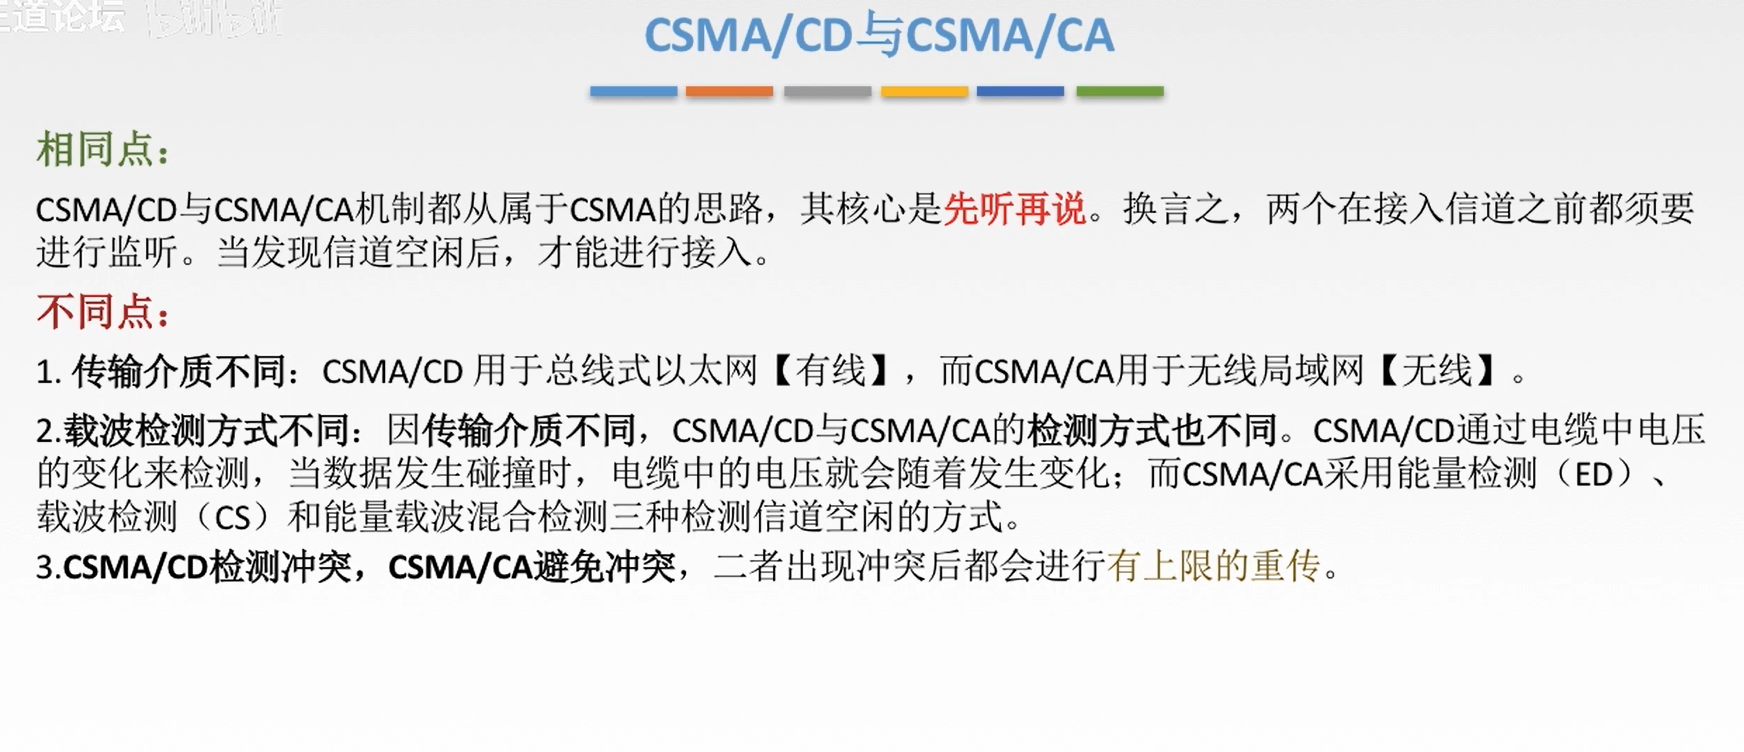 王道论坛 bilibili
CSMA/CD与CSMA/CA
相同点：
CSMA/CD与CSMA/CA机制都从属于CSMA的思路，其核心是先听再说。换言之，两个在接入信道之前都须要
进行监听。当发现信道空闲后，才能进行接入。
不同点：
1. 传输介质不同：CSMA/CD 用于总线式以太网【有线】，而CSMA/CA用于无线局域网【无线】。
2.载波检测方式不同：因传输介质不同，CSMA/CD与CSMA/CA的检测方式也不同。CSMA/CD通过电缆中电压
的变化来检测，当数据发生碰撞时，电缆中的电压就会随着发生变化；而CSMA/CA采用能量检测（ED）、
载波检测（CS）和能量载波混合检测三种检测信道空闲的方式。
3.CSMA/CD检测冲突，CSMA/CA避免冲突，二者出现冲突后都会进行有上限的重传。